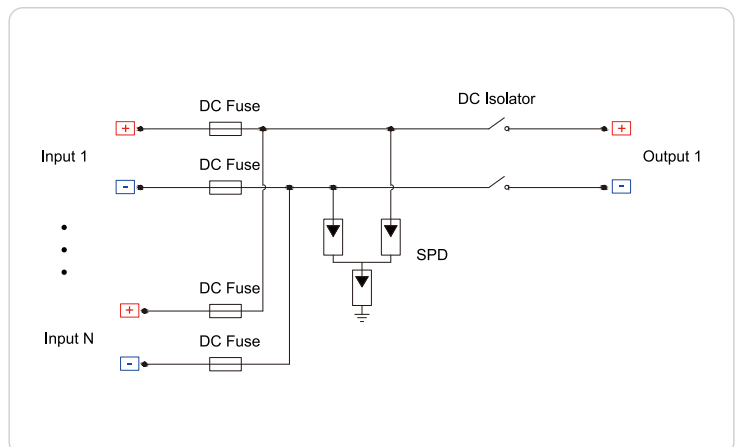 DC Fuse
DC Isolator
+
+
Input 1
Output 1
DC Fuse
-
-
SPD
DC Fuse
+
Input N
DC Fuse
-